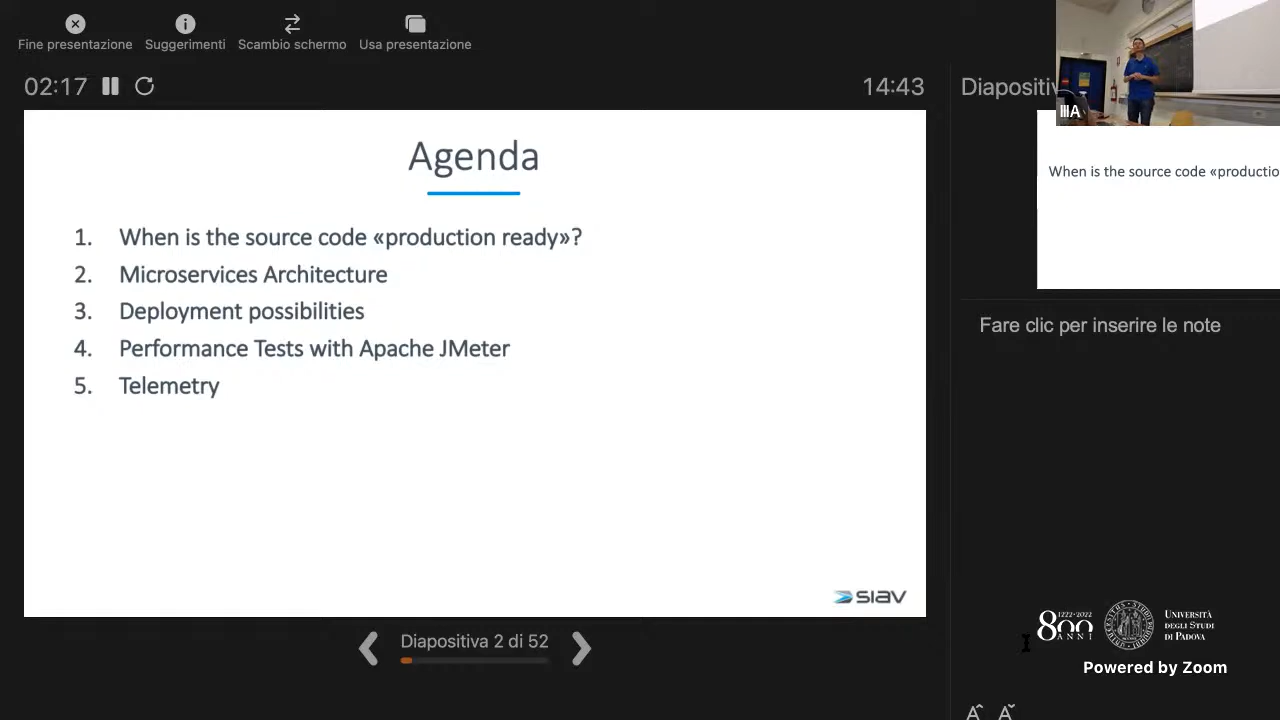 Fine presentazione
Suggerimenti
Scambio schermo
Usa presentazione
02:17
14:43
Diapositiv
IIIA
Agenda
1. When is the source code «production ready»?
2. Microservices Architecture
3. Deployment possibilities
4. Performance Tests with Apache JMeter
5. Telemetry
SIAV
Diapositiva 2 di 52
When is the source code «productio
Fare clic per inserire le note
1222·2022
800
ANNI
UNIVERSITÀ
DEGLI STUDI
DI PADOVA
Powered by Zoom
A A